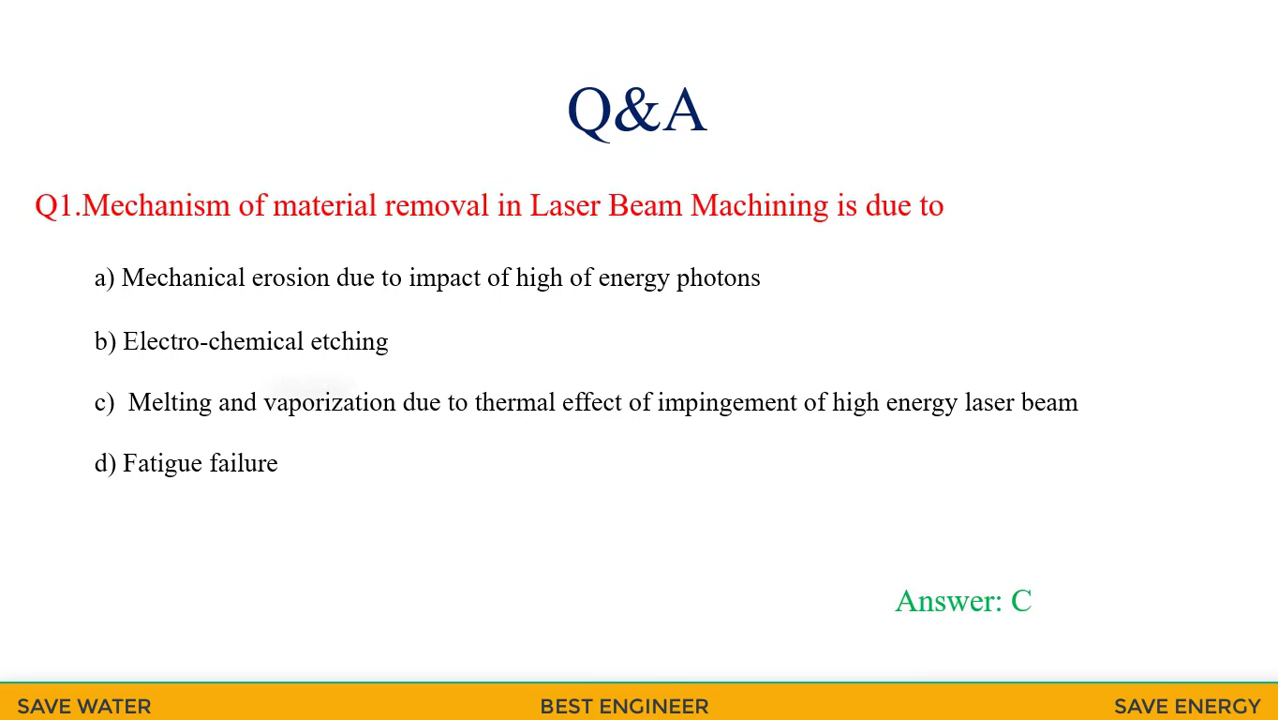 Q&A
Q1.Mechanism of material removal in Laser Beam Machining is due to
a) Mechanical erosion due to impact of high of energy photons
b) Electro-chemical etching
c) Melting and vaporization due to thermal effect of impingement of high energy laser beam
d) Fatigue failure
Answer: C
SAVE WATER BEST ENGINEER SAVE ENERGY